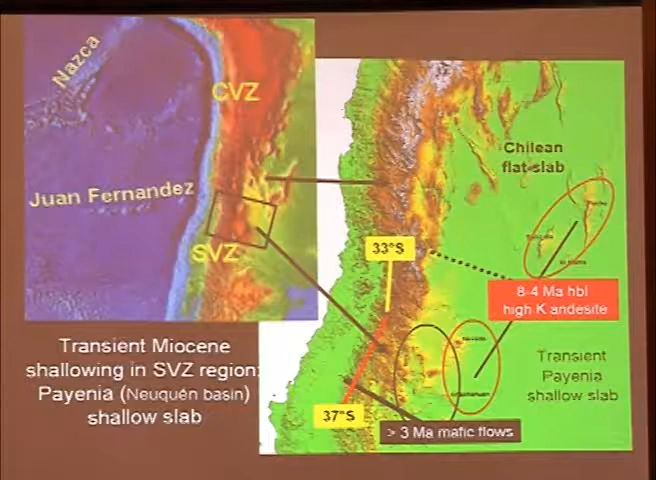 Nazca
CVZ
Juan Fernandez
SVZ
Transient Miocene
shallowing in SVZ region:
Payenia (Neuquén basin)
shallow slab
Chilean
flat-slab
33°S
8-4 Ma hbl
high K andesite
Transient
Payenia
shallow slab
37°S
> 3 Ma mafic flows